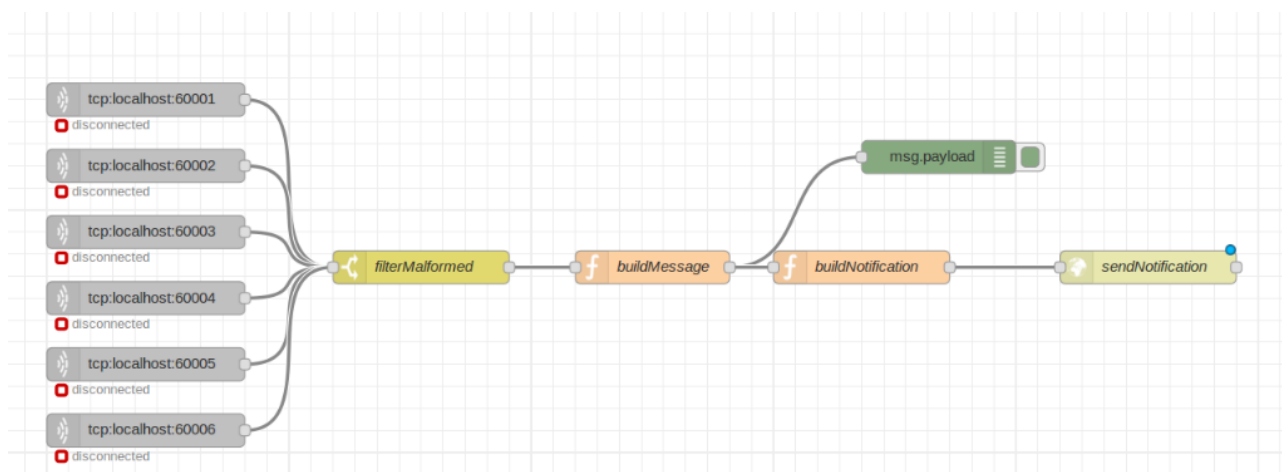 tcp:localhost:60001
disconnected
tcp:localhost:60002
disconnected
tcp:localhost:60003
disconnected
tcp:localhost:60004
disconnected
tcp:localhost:60005
disconnected
tcp:localhost:60006
disconnected
filterMalformed
buildMessage
msg.payload
buildNotification
sendNotification